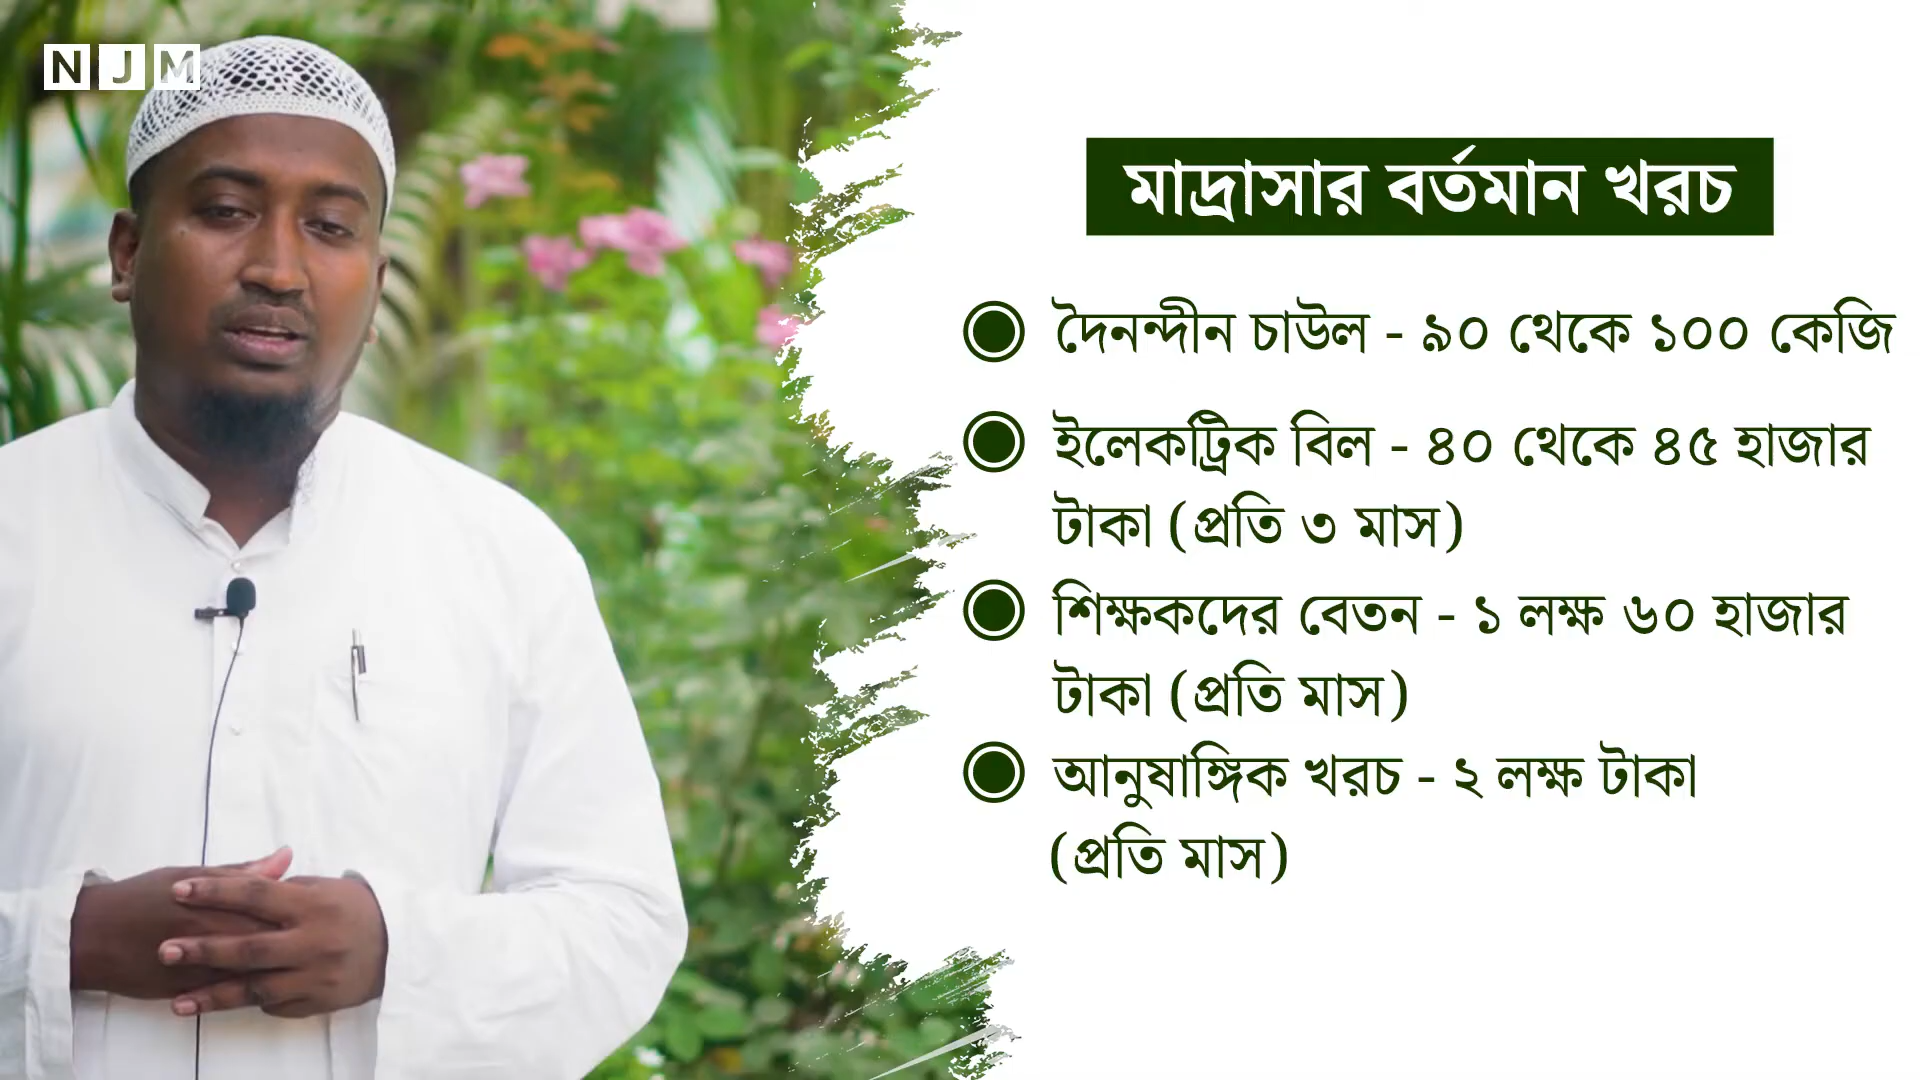 NJM
মাদ্রাসার বর্তমান খরচ
দৈনন্দীন চাউল - ৯০ থেকে ১০০ কেজি
ইলেকট্রিক বিল - ৪০ থেকে ৪৫ হাজার
টাকা (প্রতি ৩ মাস)
শিক্ষকদের বেতন - ১ লক্ষ ৬০ হাজার
টাকা (প্রতি মাস)
আনুষাঙ্গিক খরচ - ২ লক্ষ টাকা
(প্রতি মাস)